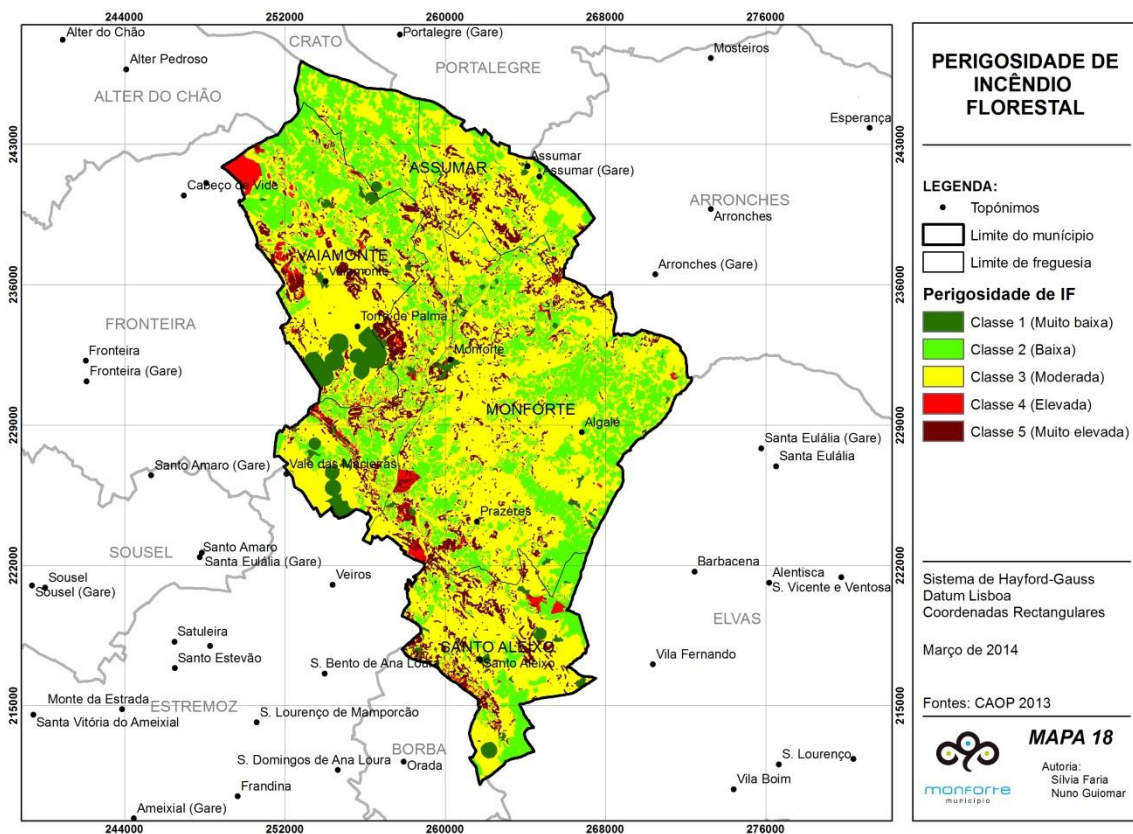 244000
252000
260000
268000
276000
Alter do Chão
CRATO
Portalegre (Gare)
Mosteiros
Alter Pedroso
PORTALEGRE
ALTER DO CHÃO
Esperança
243000
243000
ASSUMAR
Assumar
Assumar (Gare)
Cabeço de Vide
ARRONCHES
Arronches
VAIAMONTE
Vaiamonte
Arronches (Gare)
236000
236000
FRONTEIRA
Torre de Palma
Fronteira
Monforte
Fronteira (Gare)
MONFORTE
229000
229000
Algalé
Santa Eulália (Gare)
Santa Eulália
Santo Amaro (Gare)
Vale das Macieiras
Prazeres
SOUSEL
Santo Amaro
Santa Eulália (Gare)
222000
222000
Sousel
Sousel (Gare)
Veiros
Barbacena
Alentisca
S. Vicente e Ventosa
ELVAS
Satuleira
SANTO ALEIXO
Santo Aleixo
Santo Estevão
S. Bento de Ana Loura
Vila Fernando
Monte da Estrada
ESTREMOZ
215000
215000
Santa Vitória do Ameixial
S. Lourenço de Mamporcão
BORBA
Orada
S. Domingos de Ana Loura
S. Lourenço
Frandina
Vila Boim
Ameixial (Gare)
244000
252000
260000
268000
276000
PERIGOSIDADE DE
INCÊNDIO
FLORESTAL
LEGENDA:
Topónimos
Limite do munícipio
Limite de freguesia
Perigosidade de IF
Classe 1 (Muito baixa)
Classe 2 (Baixa)
Classe 3 (Moderada)
Classe 4 (Elevada)
Classe 5 (Muito elevada)
Sistema de Hayford-Gauss
Datum Lisboa
Coordenadas Rectangulares
Março de 2014
Fontes: CAOP 2013
monforte
município
MAPA 18
Autoria:
Sílvia Faria
Nuno Guiomar